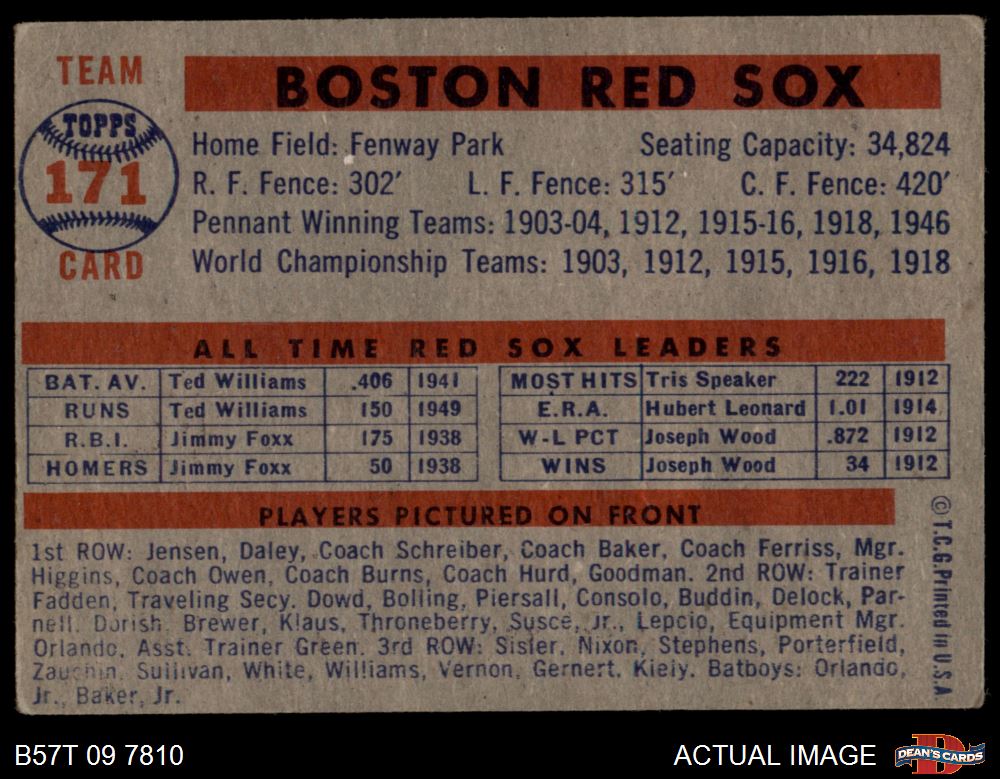 TEAM
TOPPS
171
CARD
BOSTON RED SOX
Home Field: Fenway Park Seating Capacity: 34,824
R. F. Fence: 302′ L. F. Fence: 315′ C. F. Fence: 420′
Pennant Winning Teams: 1903-04, 1912, 1915-16, 1918, 1946
World Championship Teams: 1903, 1912, 1915, 1916, 1918
ALL TIME RED SOX LEADERS
BAT. AV. Ted Williams .406 1941
RUNS Ted Williams 150 1949
R.B.I. Jimmy Foxx 175 1938
HOMERS Jimmy Foxx 50 1938
MOST HITS Tris Speaker 222 1912
E.R.A. Hubert Leonard 1.01 1914
W-L PCT Joseph Wood .872 1912
WINS Joseph Wood 34 1912
PLAYERS PICTURED ON FRONT
1st ROW: Jensen, Daley, Coach Schreiber, Coach Baker, Coach Ferriss, Mgr.
Higgins, Coach Owen, Coach Burns, Coach Hurd, Goodman. 2nd ROW: Trainer
Fadden, Traveling Secy. Dowd, Bolling, Piersall, Consolo, Buddin, Delock, Par-
nell, Dorish, Brewer, Klaus, Throneberry, Susce, Jr., Lepcio, Equipment Mgr.
Orlando, Asst. Trainer Green. 3rd ROW: Sisler, Nixon, Stephens, Porterfield,
Zauchin, Sullivan, White, Williams, Vernon, Gernert, Kiely. Batboys: Orlando,
Jr., Baker, Jr.
© T.C.G. Printed in U.S.A.
B57T 09 7810
ACTUAL IMAGE
DEAN'S CARDS